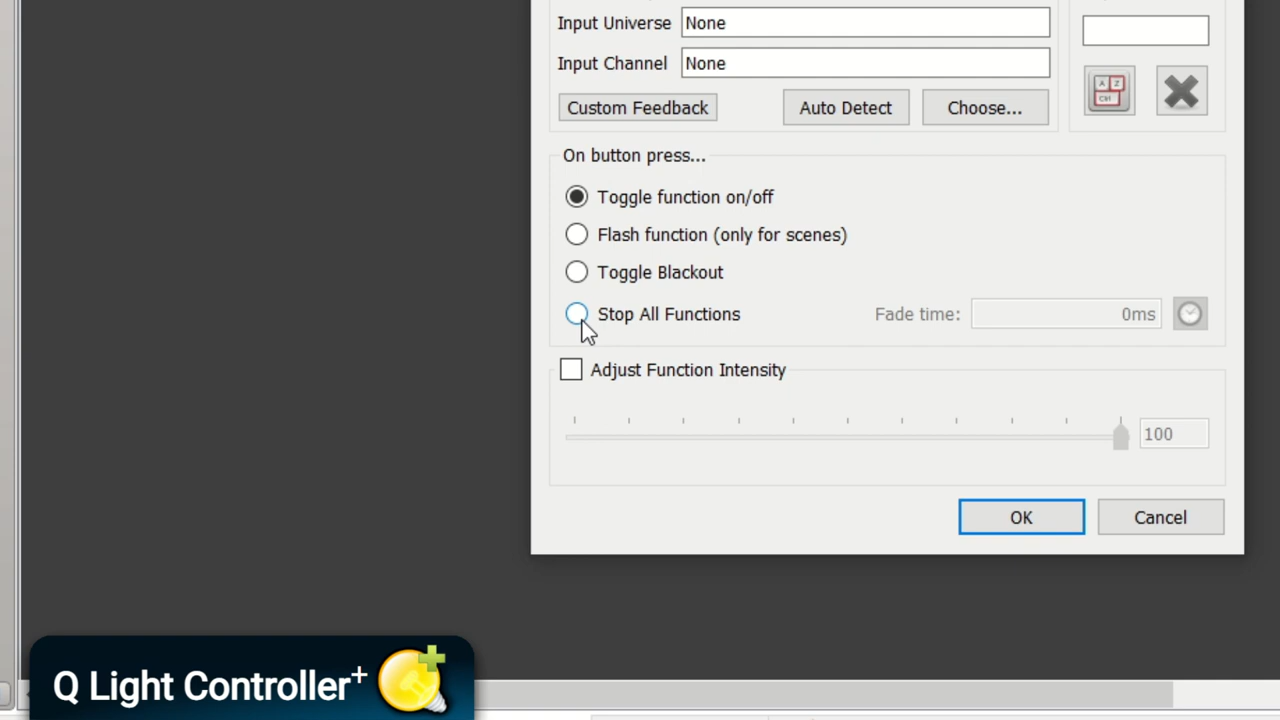 Input Universe None
Input Channel None
Custom Feedback Auto Detect Choose...
On button press...
Toggle function on/off
Flash function (only for scenes)
Toggle Blackout
Stop All Functions Fade time: 0ms
Adjust Function Intensity
100
OK Cancel
Q Light Controller+